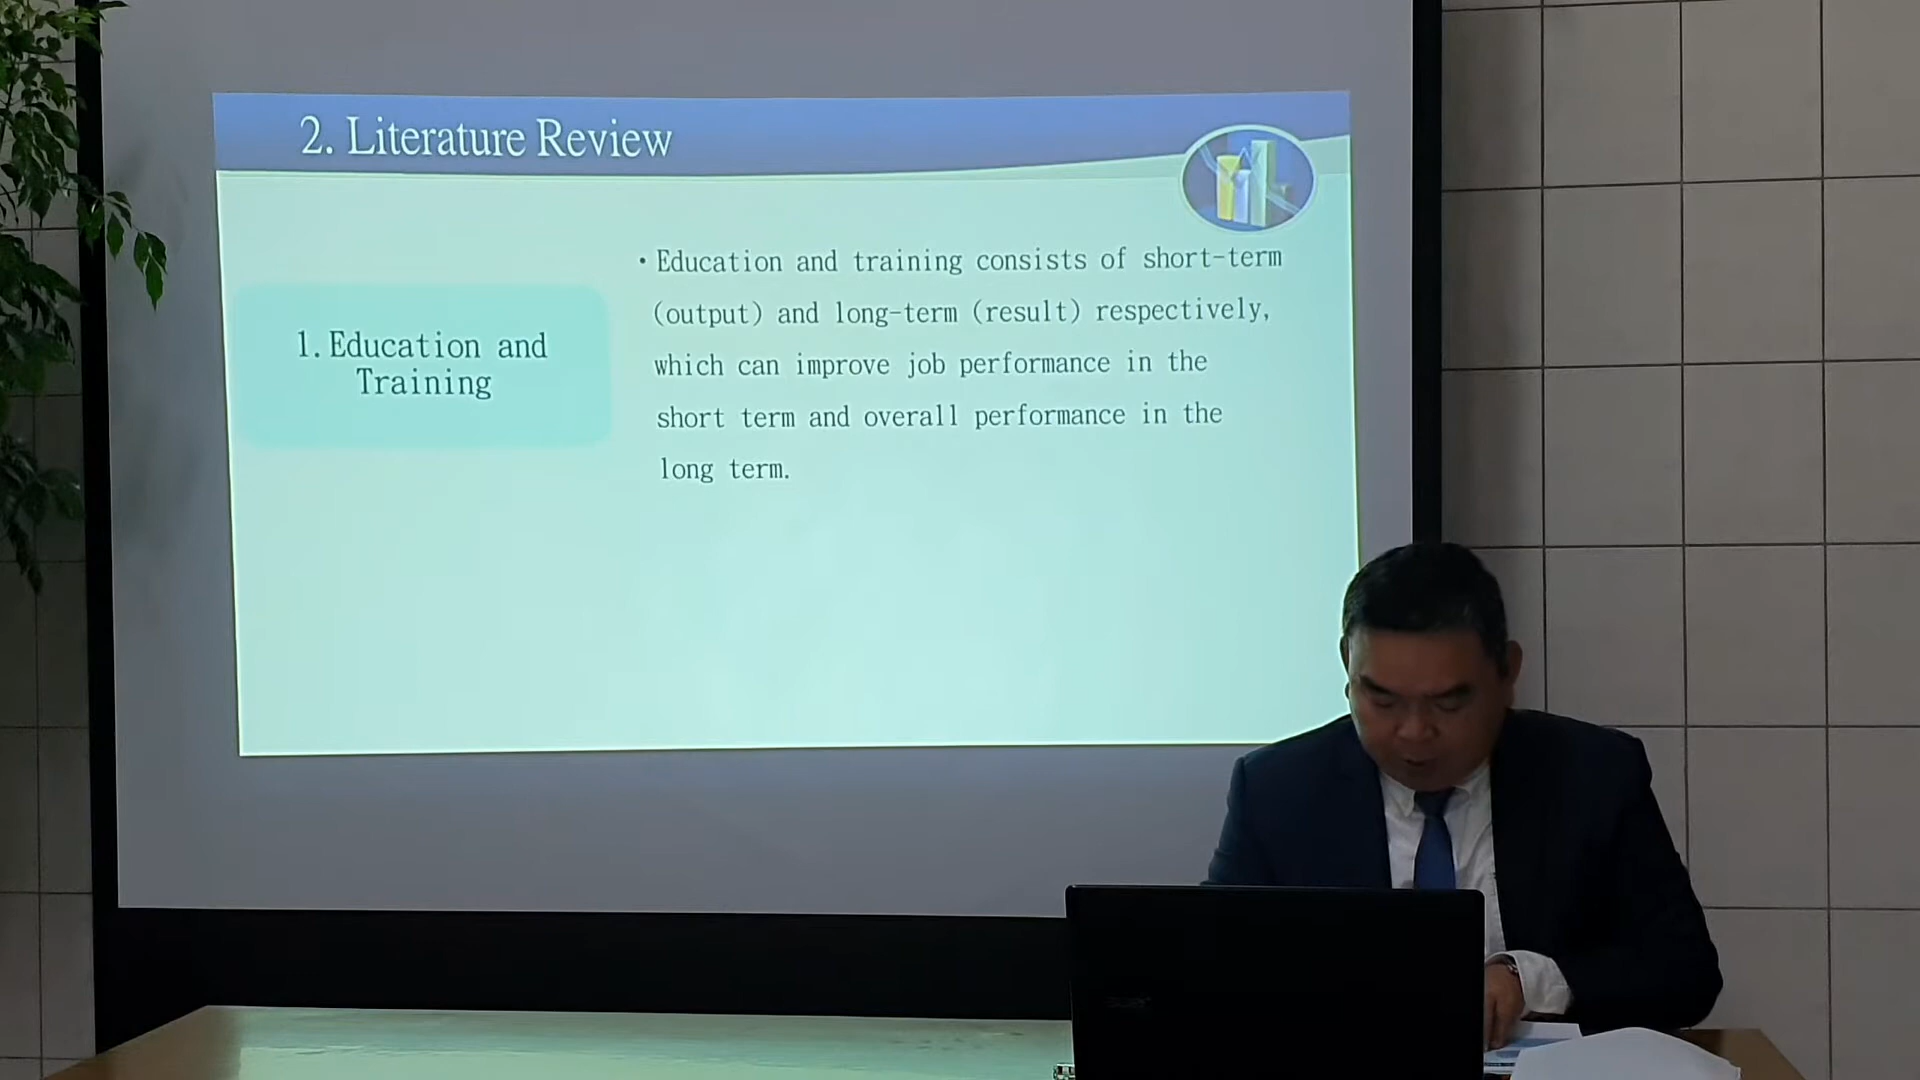 2. Literature Review
1. Education and
Training
• Education and training consists of short-term
(output) and long-term (result) respectively,
which can improve job performance in the
short term and overall performance in the
long term.